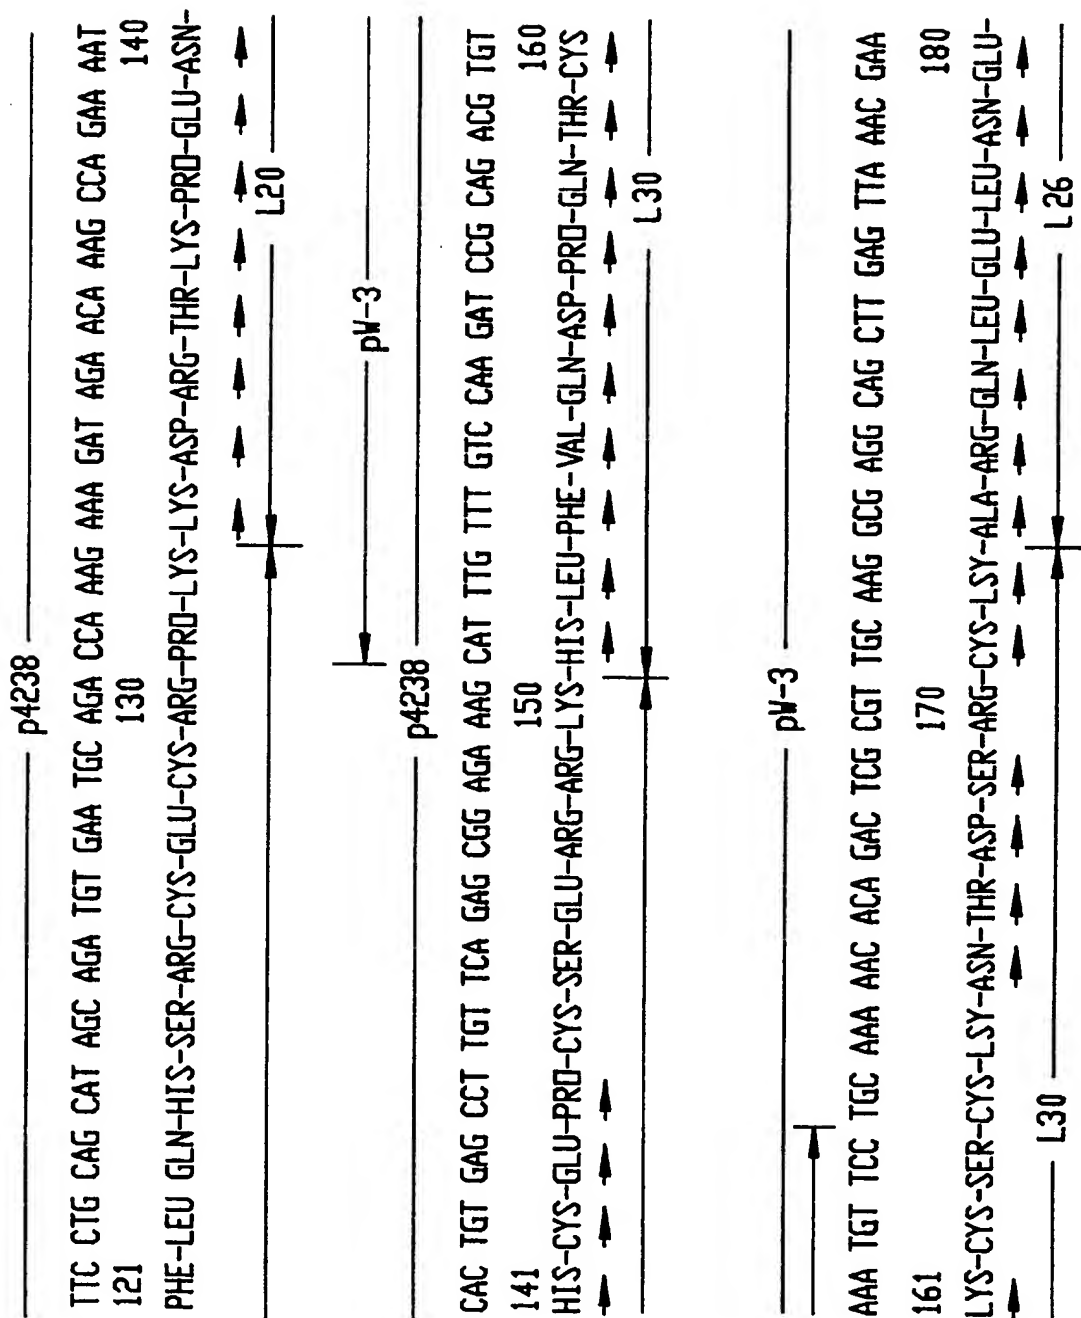 p4238
TTC CTG CAG CAT AGC AGA TGT GAA TGC AGA CCA AAG AAA GAT AGA ACA AAG CCA GAA AAT
121 130 140
PHE-LEU GLN-HIS-SER-ARG-CYS-GLU-CYS-ARG-PRO-LYS-LYS-ASP-ARG-THR-LYS-PRO-GLU-ASN-
L20
pW-3
p4238
CAC TGT GAG CCT TGT TCA GAG CGG AGA AAG CAT TTG TTT GTC CAA GAT CCG CAG ACG TGT
141 150 160
HIS-CYS-GLU-PRO-CYS-SER-GLU-ARG-ARG-LYS-HIS-LEU-PHE-VAL-GLN-ASP-PRO-GLN-THR-CYS
L30
pW-3
AAA TGT TCC TGC AAA AAC ACA GAC TCG CGT TGC AAG GCG AGG CAG CTT GAG TTA AAC GAA
161 170 180
LYS-CYS-SER-CYS-LSY-ASN-THR-ASP-SER-ARG-CYS-LSY-ALA-ARG-GLN-LEU-GLU-LEU-ASN-GLU-
L30 L26